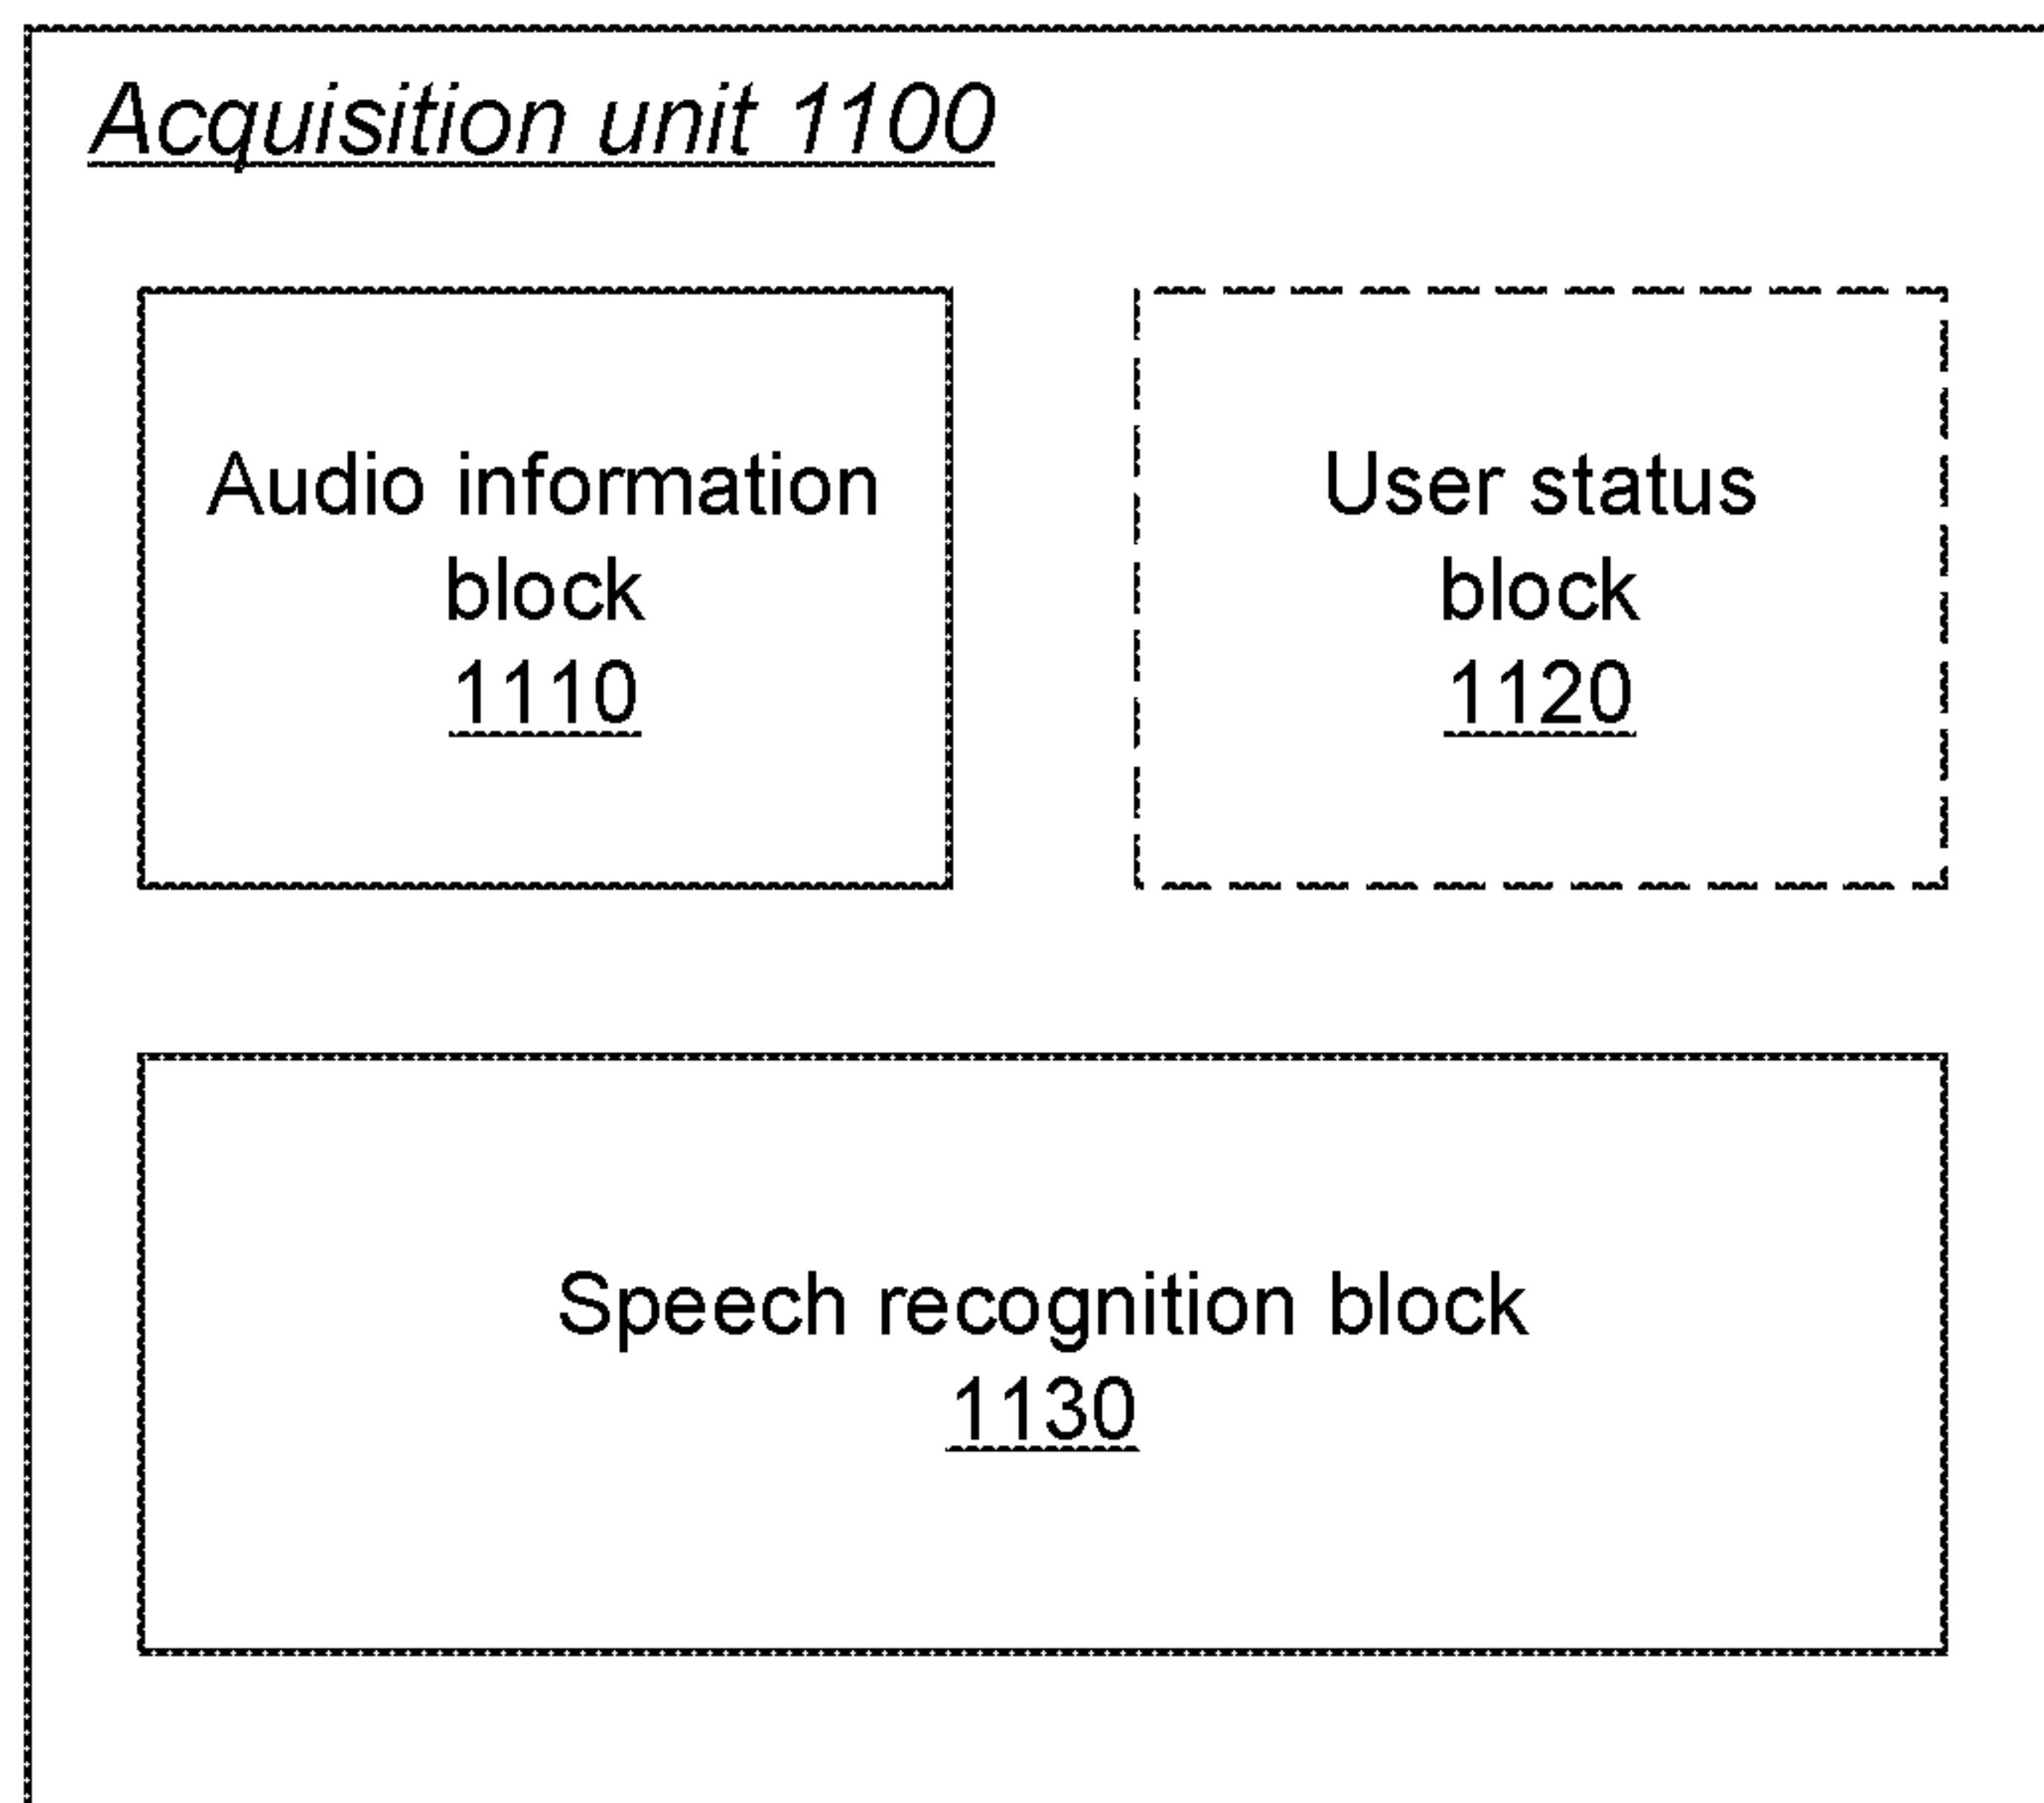 Acquisition unit 1100
Audio information
block
1110
User status
block
1120
Speech recognition block
1130